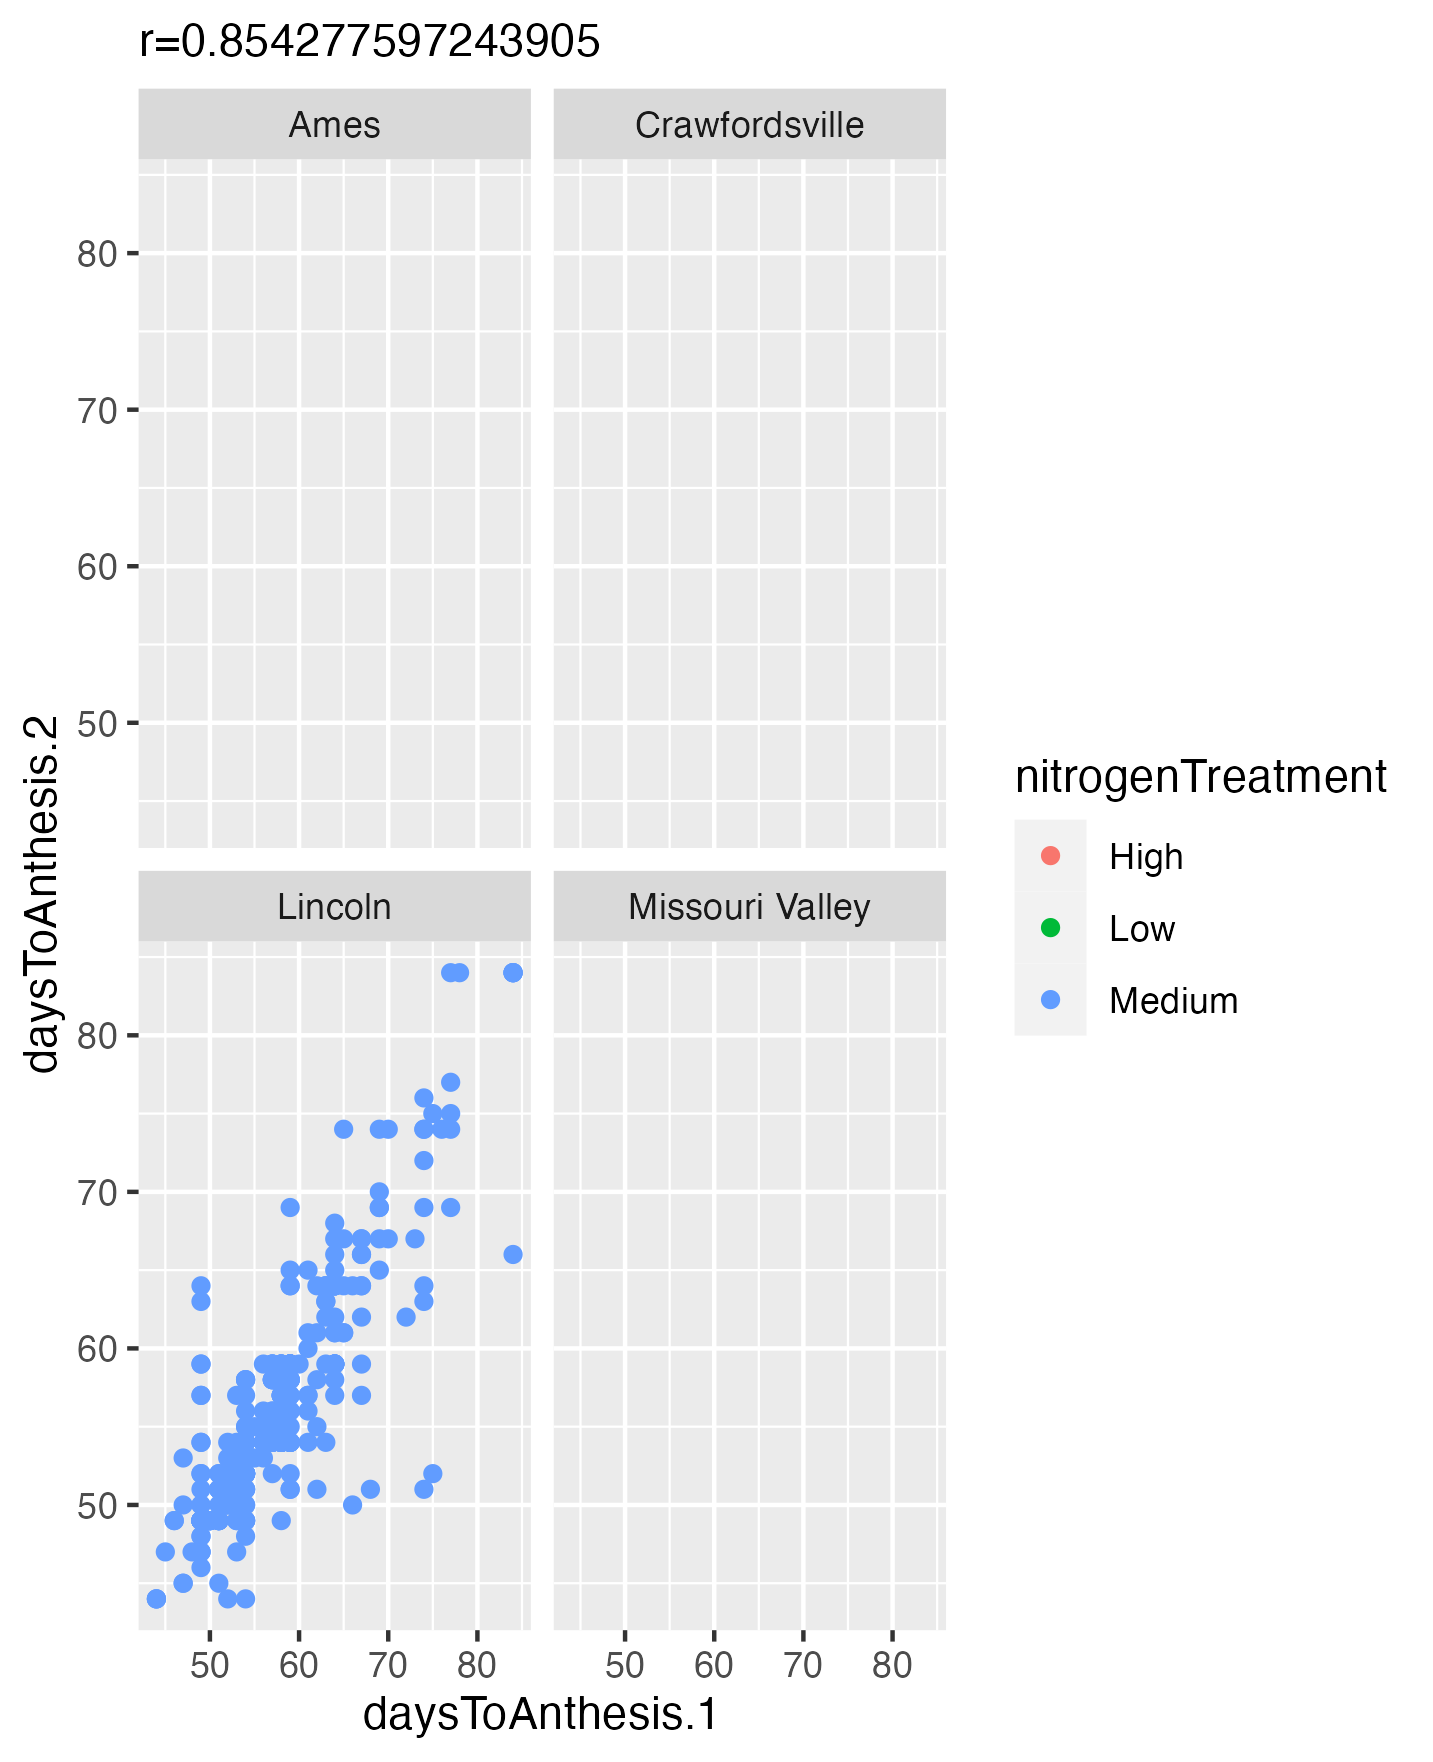 r=0.854277597243905
Ames
Crawfordsville
80
70
60
50
Lincoln
Missouri Valley
80
70
60
50
50 60 70 80
50 60 70 80
daysToAnthesis.1
daysToAnthesis.2
nitrogenTreatment
High
Low
Medium